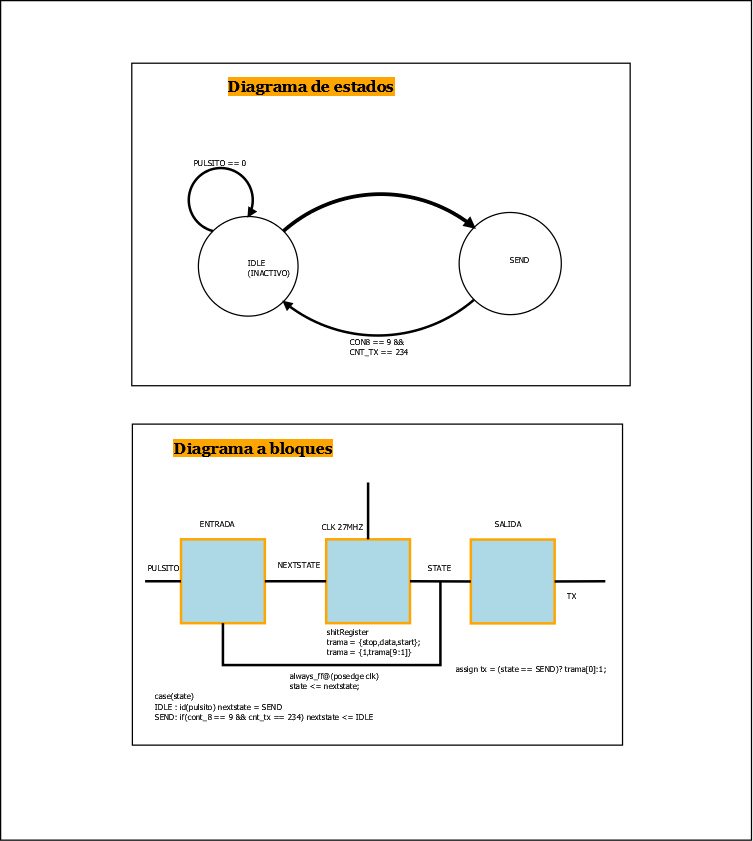 Diagrama de estados
PULSITO == 0
IDLE
(INACTIVO)
SEND
CON8 == 9 &&
CNT_TX == 234
Diagrama a bloques
ENTRADA
CLK 27MHZ
SALIDA
PULSITO
NEXTSTATE
STATE
TX
shitRegister
trama = {stop,data,start};
trama = {1,trama[9:1]}
assign tx = (state == SEND)? trama[0]:1;
always_ff@(posedge clk)
state <= nextstate;
case(state)
IDLE : id(pulsito) nextstate = SEND
SEND: if(cont_8 == 9 && cnt_tx == 234) nextstate <= IDLE